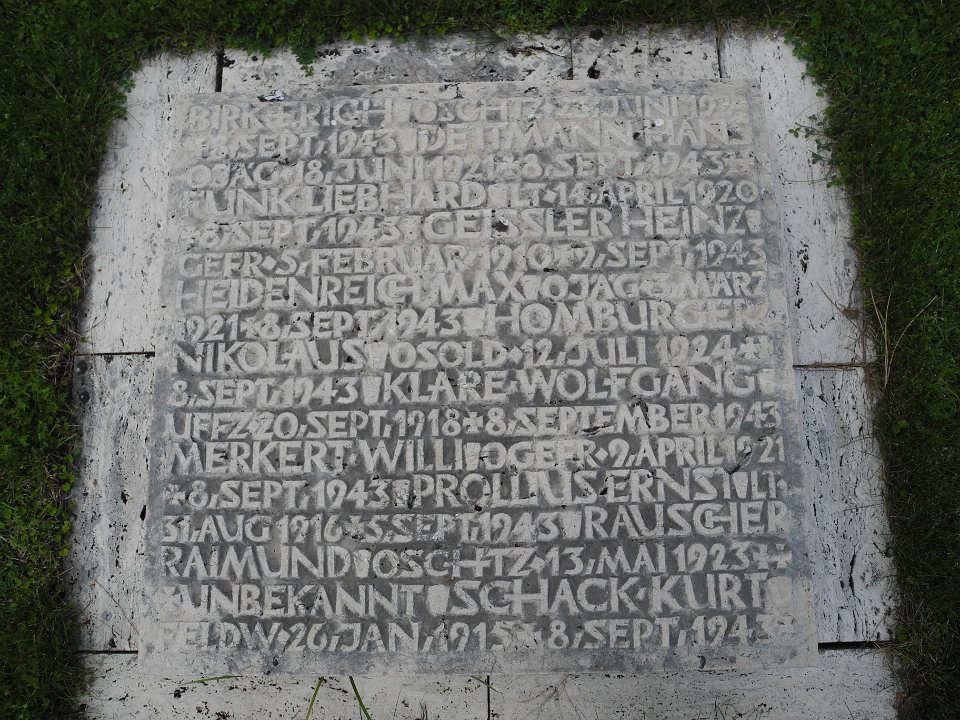 BIRK·ERICH OSCHTZ·23,JUNI
8,SEPT,1943 DEITMANN·HANS
OJÄG·18,JUNI 1921✶8,SEPT,1943✶
FUNK·LIEBHARD LT·14,APRIL 1920
✶8,SEPT,1943 GEISSLER HEINZ
GEFR·5,FEBRUAR ✶9,SEPT,1943
HEIDENREICH,MAX OJÄG·3,MÄRZ
1921✶8,SEPT,1943 HOMBURGER
NIKOLAUS OSOLD·12,JULI 1924✶
8,SEPT,1943 KLARE·WOLFGANG
UFFZ·20,SEPT,1918✶8,SEPTEMBER 1943
MERKERT·WILLI OGEFR·2,APRIL 1921
✶8,SEPT,1943 PROLLIUS,ERNST LT·
31,AUG 1916✶5,SEPT,1943 RAUSCHER
RAIMUND OSCHTZ·13,MAI 1923✶✶
UNBEKANNT SCHACK·KURT
FELDW·26,JAN,1915✶8,SEPT,1943